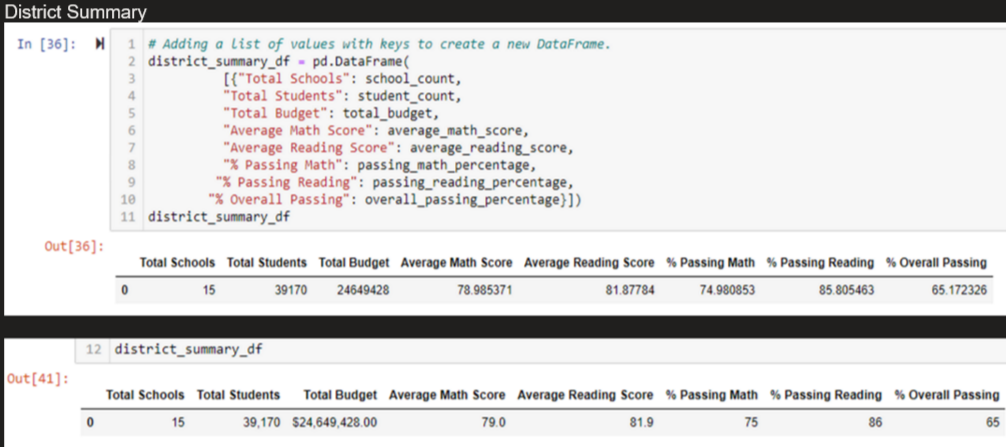 District Summary
In [36]:
1 # Adding a list of values with keys to create a new DataFrame.
2 district_summary_df = pd.DataFrame(
3 [{"Total Schools": school_count,
4 "Total Students": student_count,
5 "Total Budget": total_budget,
6 "Average Math Score": average_math_score,
7 "Average Reading Score": average_reading_score,
8 "% Passing Math": passing_math_percentage,
9 "% Passing Reading": passing_reading_percentage,
10 "% Overall Passing": overall_passing_percentage}])
11 district_summary_df
Out[36]:
Total Schools Total Students Total Budget Average Math Score Average Reading Score % Passing Math % Passing Reading % Overall Passing
0 15 39170 24649428 78.985371 81.87784 74.980853 85.805463 65.172326
12 district_summary_df
Out[41]:
Total Schools Total Students Total Budget Average Math Score Average Reading Score % Passing Math % Passing Reading % Overall Passing
0 15 39,170 $24,649,428.00 79.0 81.9 75 86 65